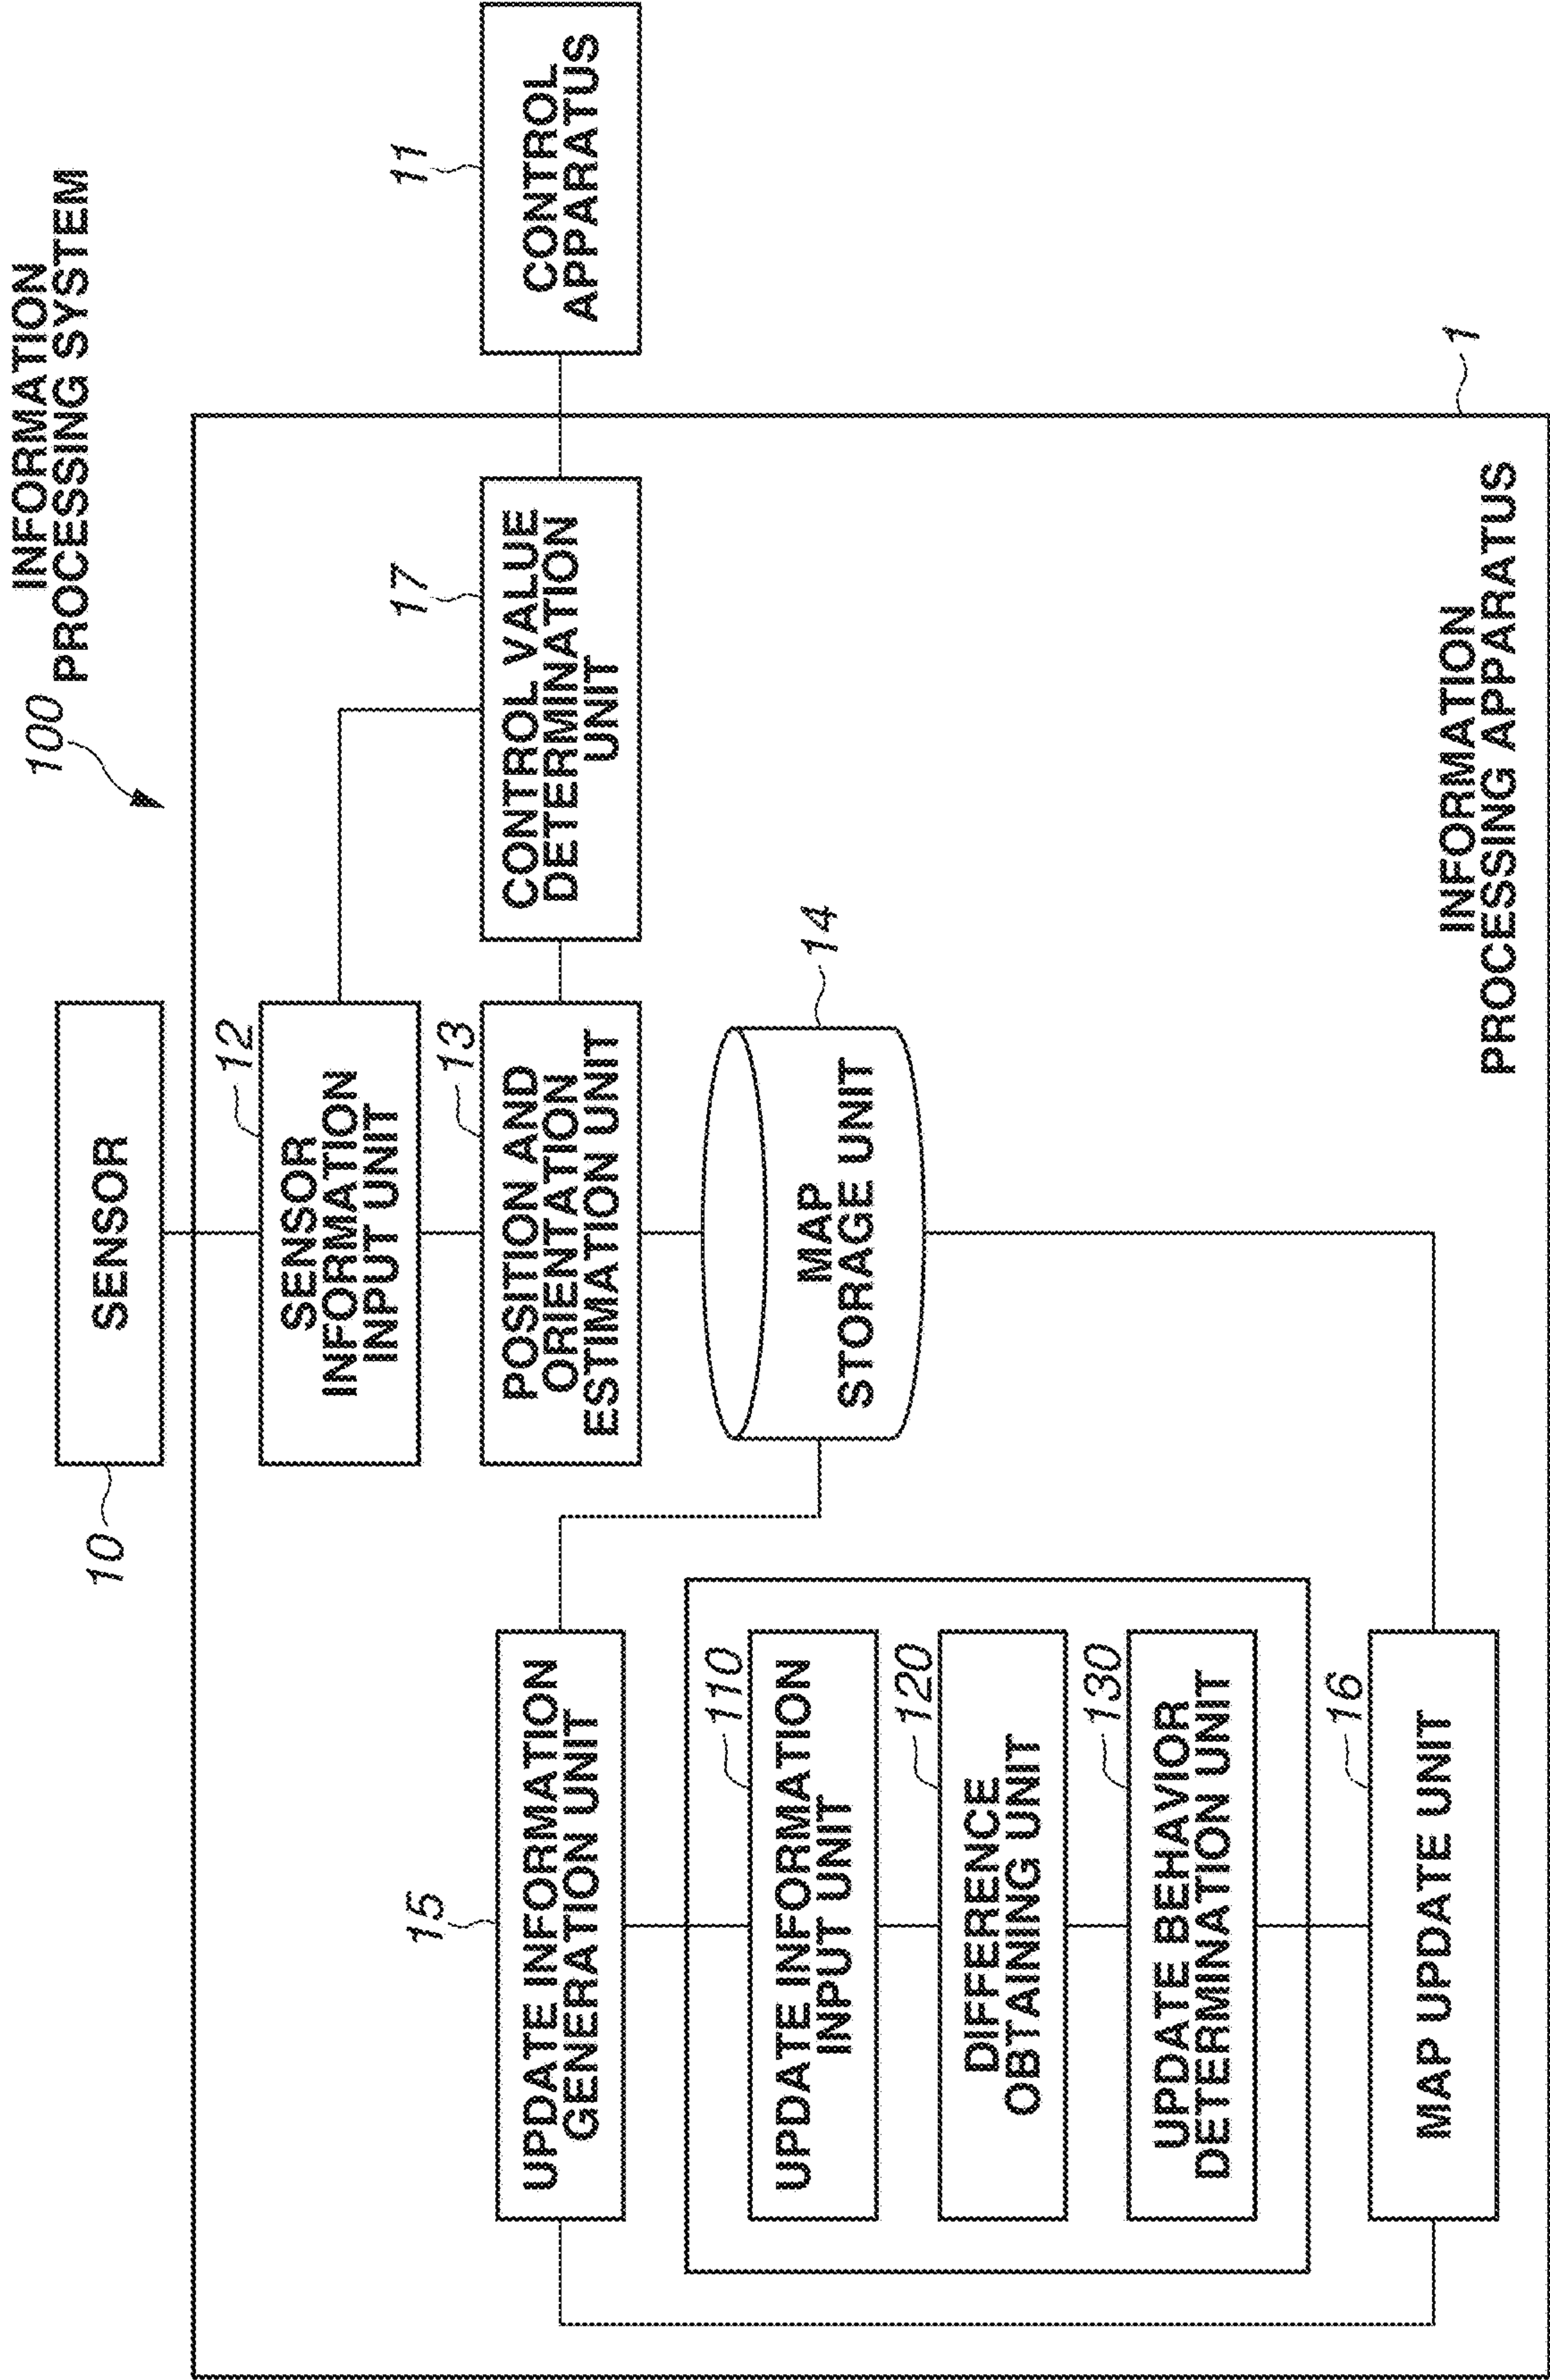 INFORMATION
PROCESSING SYSTEM
100
10
SENSOR
12
SENSOR
INFORMATION
INPUT UNIT
13
POSITION AND
ORIENTATION
ESTIMATION UNIT
17
CONTROL VALUE
DETERMINATION
UNIT
11
CONTROL
APPARATUS
14
MAP
STORAGE UNIT
15
UPDATE INFORMATION
GENERATION UNIT
110
UPDATE INFORMATION
INPUT UNIT
120
DIFFERENCE
OBTAINING UNIT
130
UPDATE BEHAVIOR
DETERMINATION UNIT
16
MAP UPDATE UNIT
INFORMATION
PROCESSING APPARATUS
1